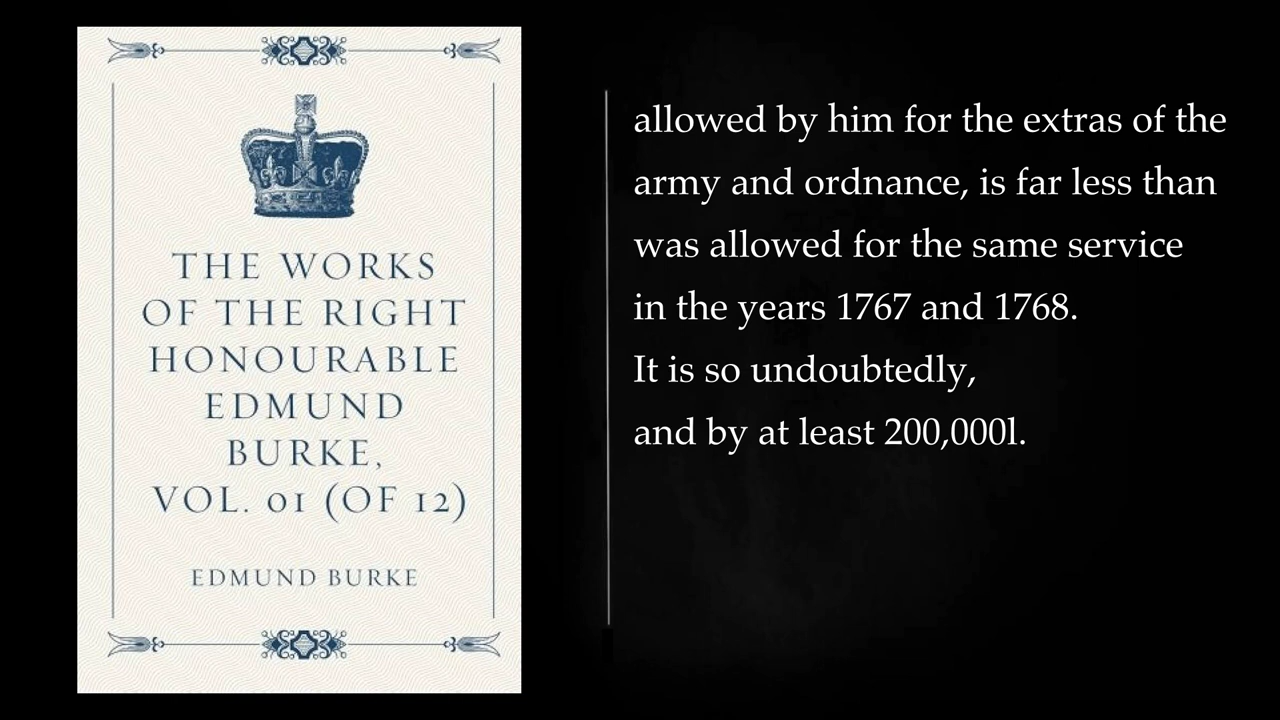 THE WORKS
OF THE RIGHT
HONOURABLE
EDMUND
BURKE,
VOL. 01 (OF 12)
EDMUND BURKE
allowed by him for the extras of the
army and ordnance, is far less than
was allowed for the same service
in the years 1767 and 1768.
It is so undoubtedly,
and by at least 200,000l.